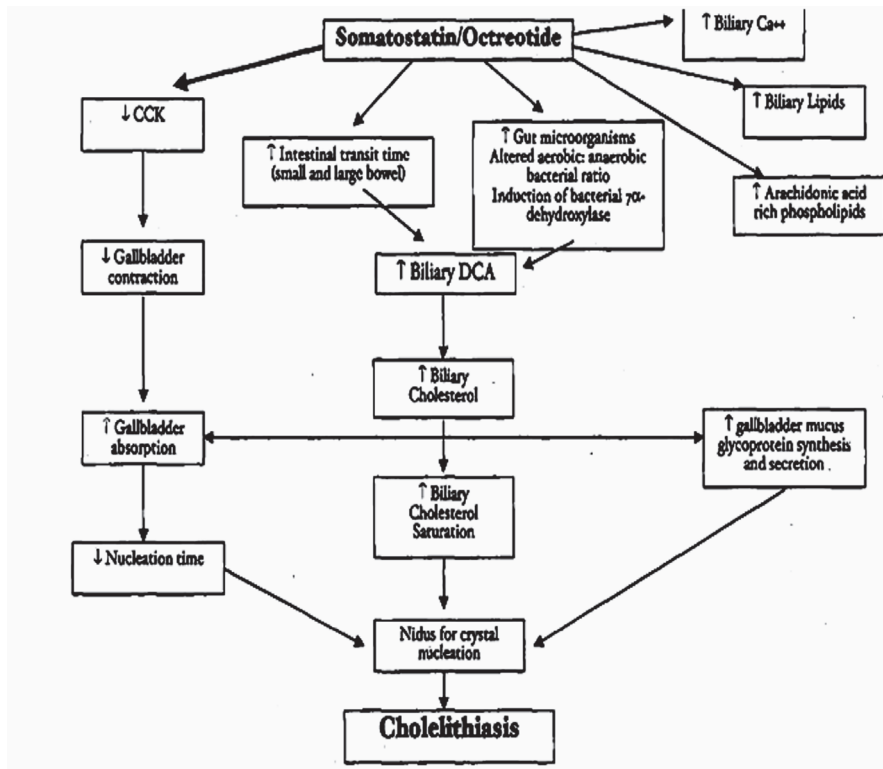 Somatostatin/Octreotide
↑ Biliary Ca++
↓ CCK
↑ Biliary Lipids
↑ Intestinal transit time
(small and large bowel)
↑ Gut microorganisms
Altered aerobic: anaerobic
bacterial ratio
Induction of bacterial 7α-
dehydroxylase
↑ Arachidonic acid
rich phospholipids
↓ Gallbladder
contraction
↑ Biliary DCA
↑ Biliary
Cholesterol
↑ Gallbladder
absorption
↑ gallbladder mucus
glycoprotein synthesis
and secretion
↑ Biliary
Cholesterol
Saturation
↓ Nucleation time
Nidus for crystal
nucleation
Cholelithiasis